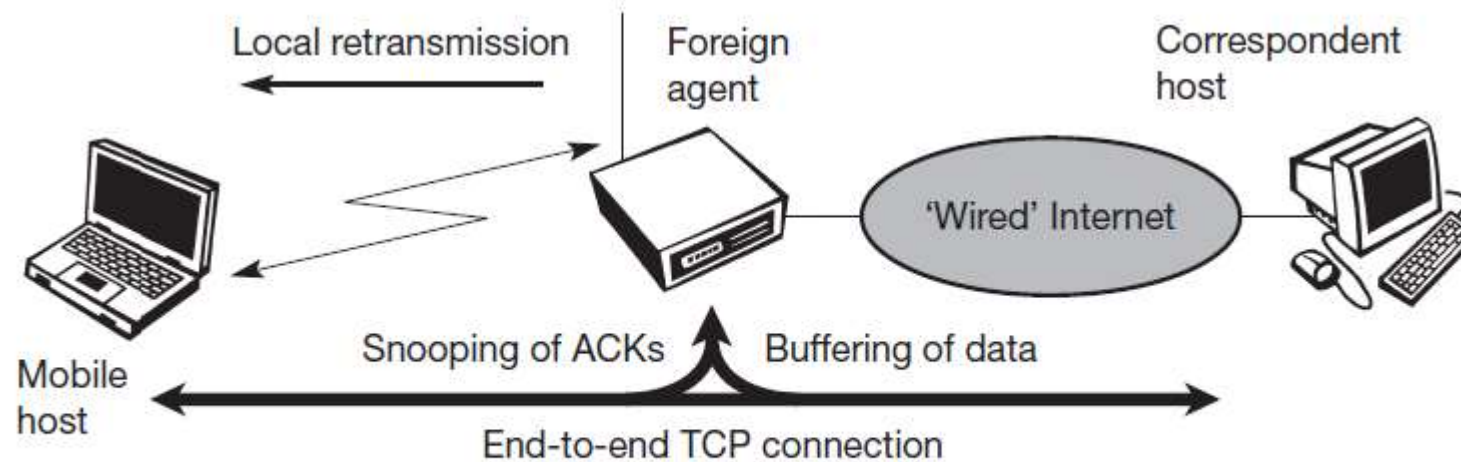 Local retransmission
Foreign
agent
Correspondent
host
'Wired' Internet
Snooping of ACKs
Buffering of data
Mobile
host
End-to-end TCP connection